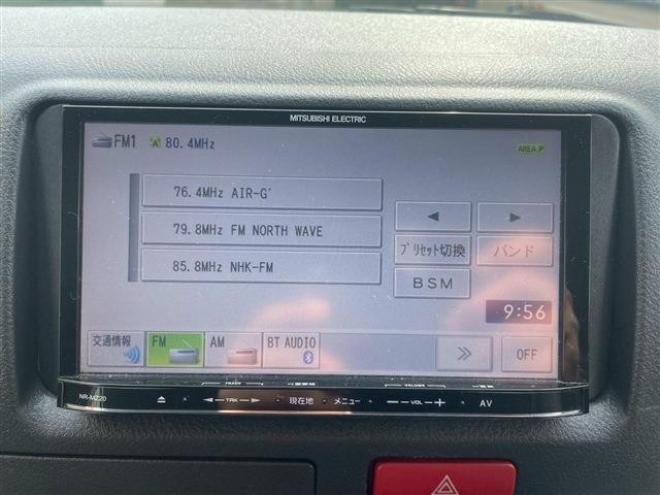 MITSUBISHI ELECTRIC
FM1 80.4MHz AREA P
76.4MHz AIR-G'
79.8MHz FM NORTH WAVE
85.8MHz NHK-FM
◀ ▶
プリセット切換 バンド
BSM
9:56
交通情報 FM AM BT AUDIO >> OFF
NR-MZ20 ◀ TRK ▶ 現在地 メニュー − VOL + AV